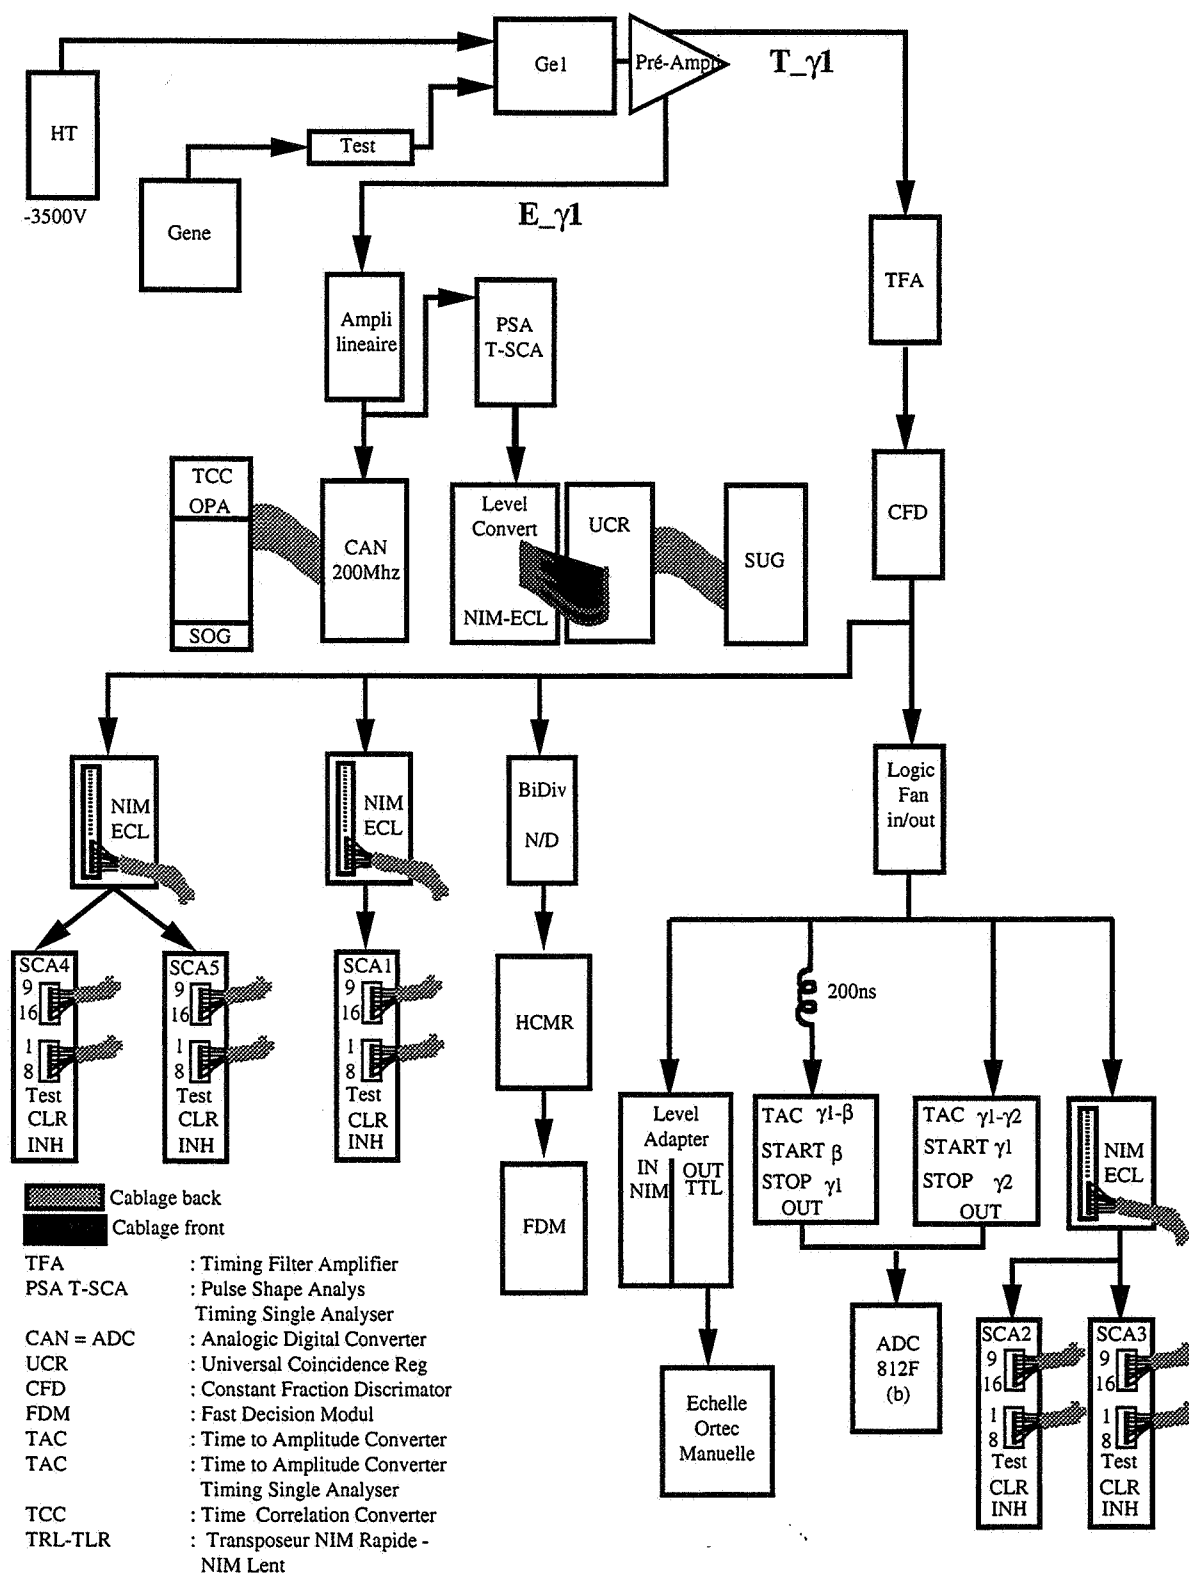 Ge1
Pré-Ampli
T_γ1
HT
-3500V
Test
Gene
E_γ1
TFA
Ampli
lineaire
PSA
T-SCA
TCC
OPA
SOG
CAN
200Mhz
Level
Convert
NIM-ECL
UCR
SUG
CFD
NIM
ECL
NIM
ECL
BiDiv
N/D
Logic
Fan
in/out
SCA4
9
16
1
8
Test
CLR
INH
SCA5
9
16
1
8
Test
CLR
INH
SCA1
9
16
1
8
Test
CLR
INH
HCMR
FDM
200ns
Level
Adapter
IN
NIM
OUT
TTL
TAC γ1-β
START β
STOP γ1
OUT
TAC γ1-γ2
START γ1
STOP γ2
OUT
NIM
ECL
Echelle
Ortec
Manuelle
ADC
812F
(b)
SCA2
9
16
1
8
Test
CLR
INH
SCA3
9
16
1
8
Test
CLR
INH
Cablage back
Cablage front
TFA : Timing Filter Amplifier
PSA T-SCA : Pulse Shape Analys
Timing Single Analyser
CAN = ADC : Analogic Digital Converter
UCR : Universal Coincidence Reg
CFD : Constant Fraction Discrimator
FDM : Fast Decision Modul
TAC : Time to Amplitude Converter
TAC : Time to Amplitude Converter
Timing Single Analyser
TCC : Time Correlation Converter
TRL-TLR : Transposeur NIM Rapide -
NIM Lent